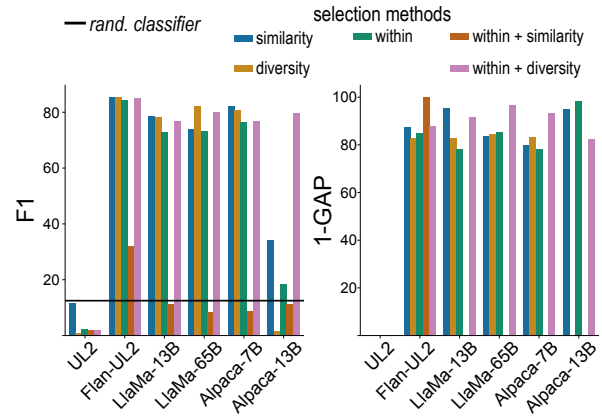 rand. classifier
selection methods
similarity
within
within + similarity
diversity
within + diversity
F1
80
60
40
20
UL2
Flan-UL2
LlaMa-13B
LlaMa-65B
Alpaca-7B
Alpaca-13B
1-GAP
100
80
60
40
20
UL2
Flan-UL2
LlaMa-13B
LlaMa-65B
Alpaca-7B
Alpaca-13B